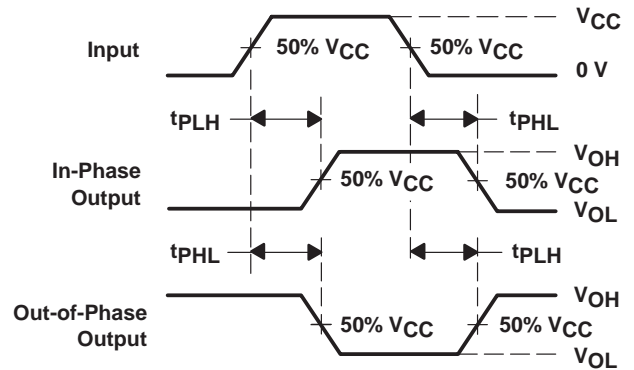 VCC
Input
50% VCC
50% VCC
0 V
tPLH
tPHL
VOH
In-Phase
Output
50% VCC
50% VCC
VOL
tPHL
tPLH
VOH
Out-of-Phase
Output
50% VCC
50% VCC
VOL